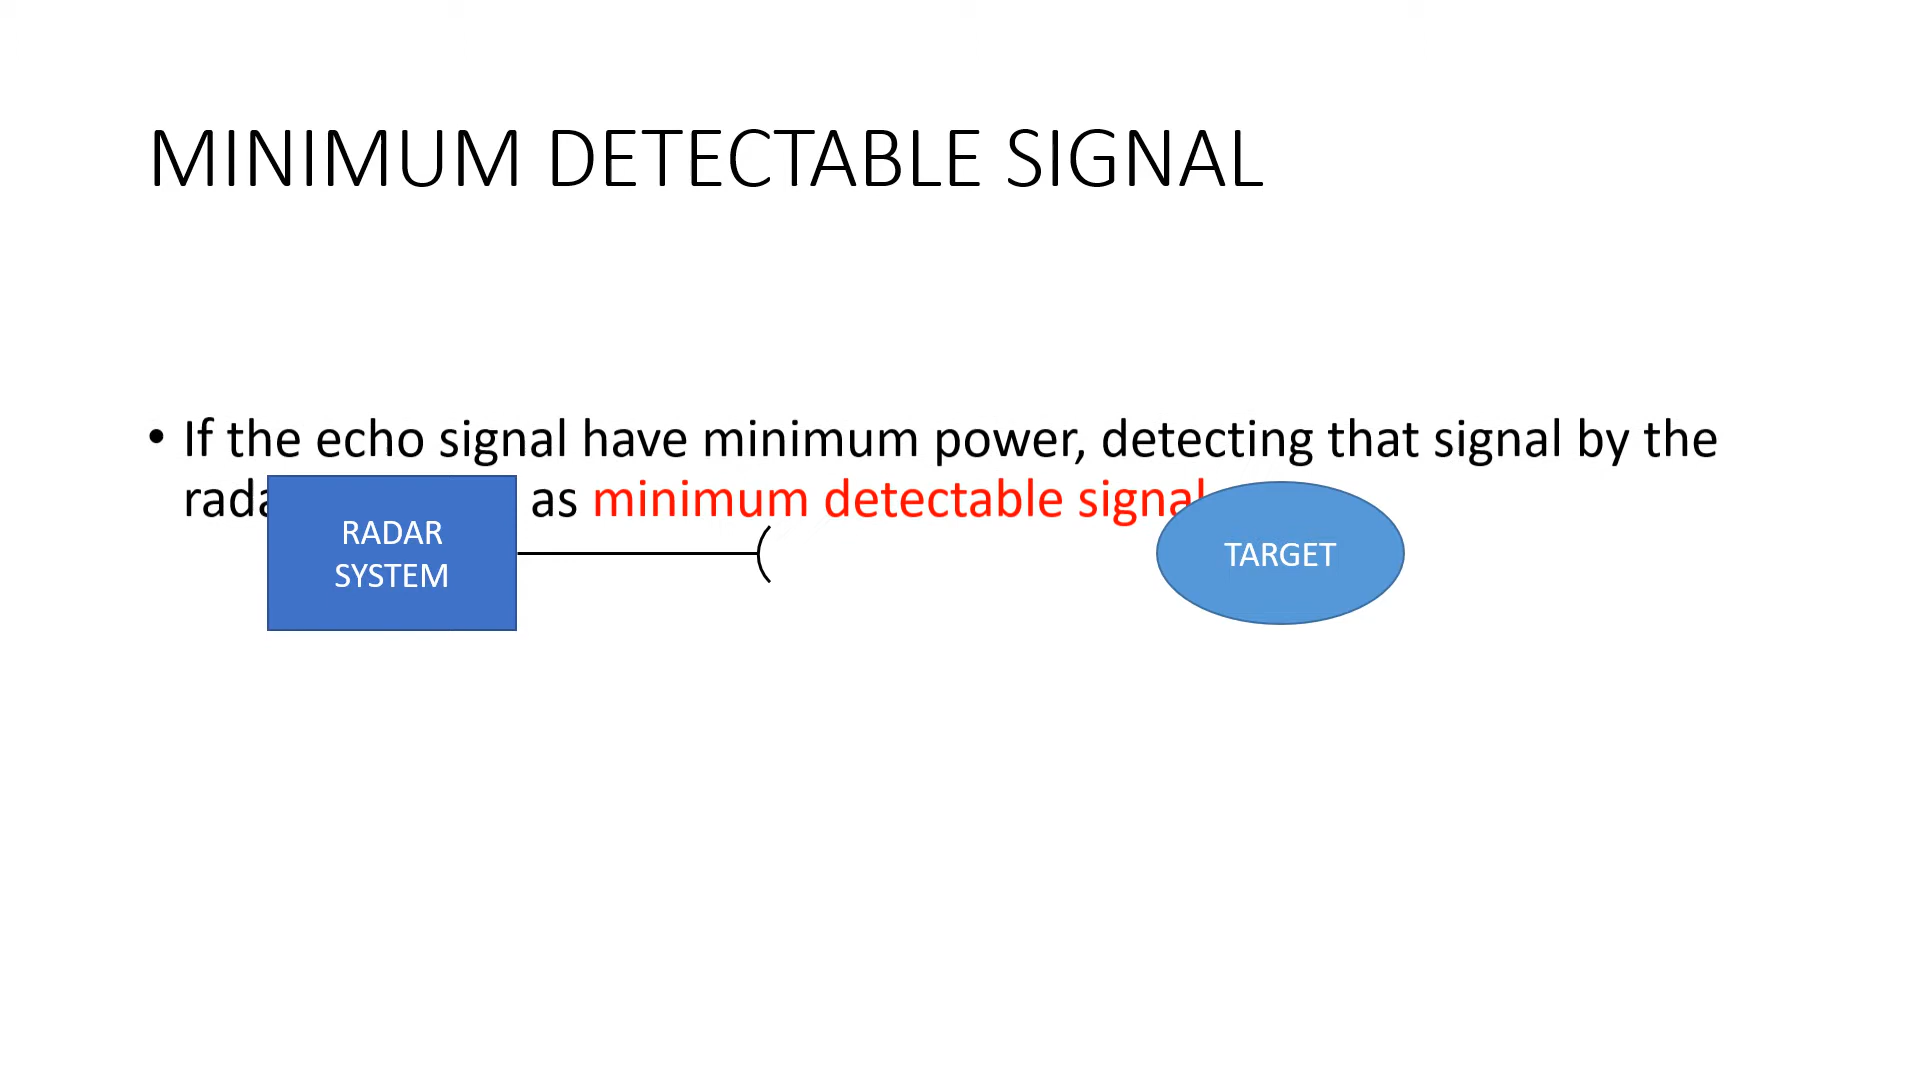 MINIMUM DETECTABLE SIGNAL
• If the echo signal have minimum power, detecting that signal by the
as minimum detectable signal
RADAR
SYSTEM
TARGET